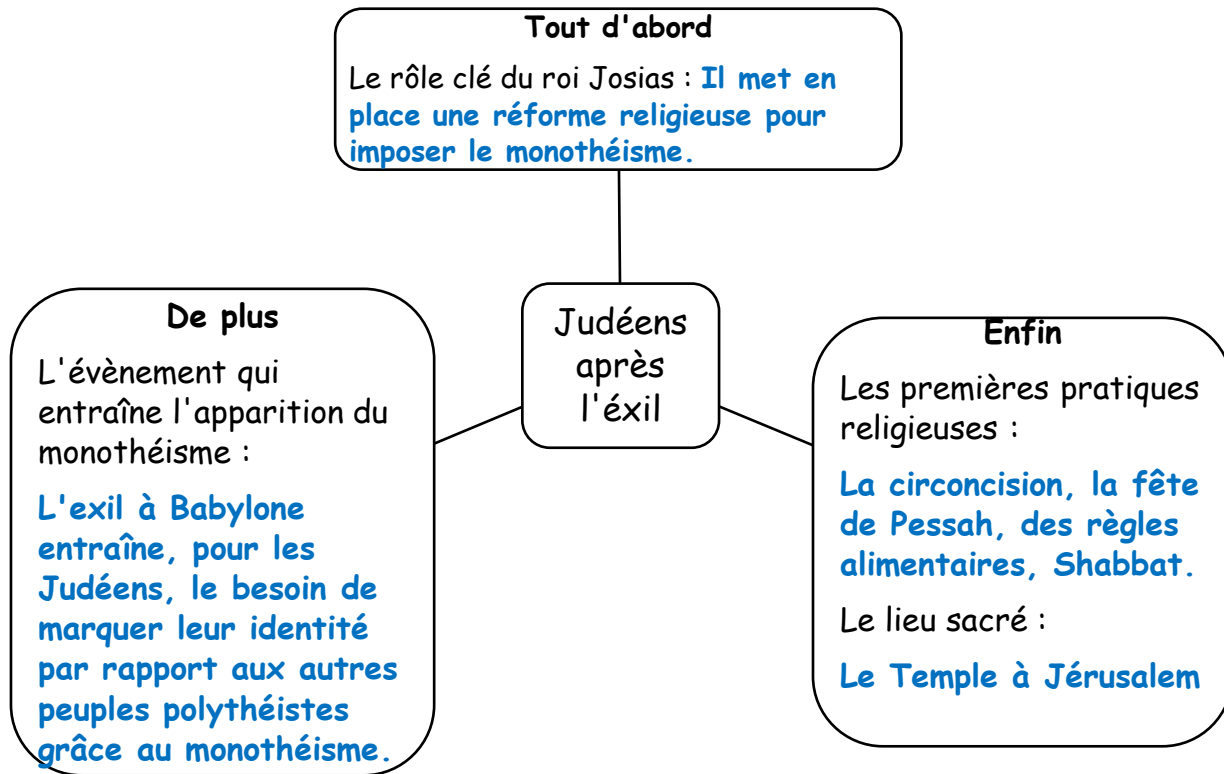 Tout d'abord
Le rôle clé du roi Josias : Il met en
place une réforme religieuse pour
imposer le monothéisme.
De plus
L'évènement qui
entraîne l'apparition du
monothéisme :
L'exil à Babylone
entraîne, pour les
Judéens, le besoin de
marquer leur identité
par rapport aux autres
peuples polythéistes
grâce au monothéisme.
Judéens
après
l'éxil
Enfin
Les premières pratiques
religieuses :
La circoncision, la fête
de Pessah, des règles
alimentaires, Shabbat.
Le lieu sacré :
Le Temple à Jérusalem